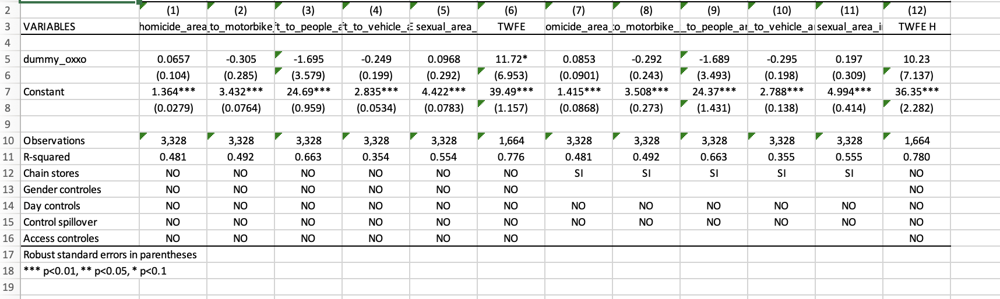 2 (1) (2) (3) (4) (5) (6) (7) (8) (9) (10) (11) (12)
3 VARIABLES homicide_area _to_motorbike t_to_people_a t_to_vehicle_a E sexual_area_ TWFE omicide_area_ to_motorbike_ _to_people_ar _to_vehicle_ar sexual_area_i TWFE H
4
5 dummy_oxxo 0.0657 -0.305 -1.695 -0.249 0.0968 11.72* 0.0853 -0.292 -1.689 -0.295 0.197 10.23
6 (0.104) (0.285) (3.579) (0.199) (0.292) (6.953) (0.0901) (0.243) (3.493) (0.198) (0.309) (7.137)
7 Constant 1.364*** 3.432*** 24.69*** 2.835*** 4.422*** 39.49*** 1.415*** 3.508*** 24.37*** 2.788*** 4.994*** 36.35***
8 (0.0279) (0.0764) (0.959) (0.0534) (0.0783) (1.157) (0.0868) (0.273) (1.431) (0.138) (0.414) (2.282)
9
10 Observations 3,328 3,328 3,328 3,328 3,328 1,664 3,328 3,328 3,328 3,328 3,328 1,664
11 R-squared 0.481 0.492 0.663 0.354 0.554 0.776 0.481 0.492 0.663 0.355 0.555 0.780
12 Chain stores NO NO NO NO NO NO SI SI SI SI SI NO
13 Gender controles NO NO NO NO NO NO NO
14 Day controls NO NO NO NO NO NO NO NO NO NO NO NO
15 Control spillover NO NO NO NO NO NO NO NO NO NO NO NO
16 Access controles NO NO NO NO NO NO NO
17 Robust standard errors in parentheses
18 *** p<0.01, ** p<0.05, * p<0.1
19